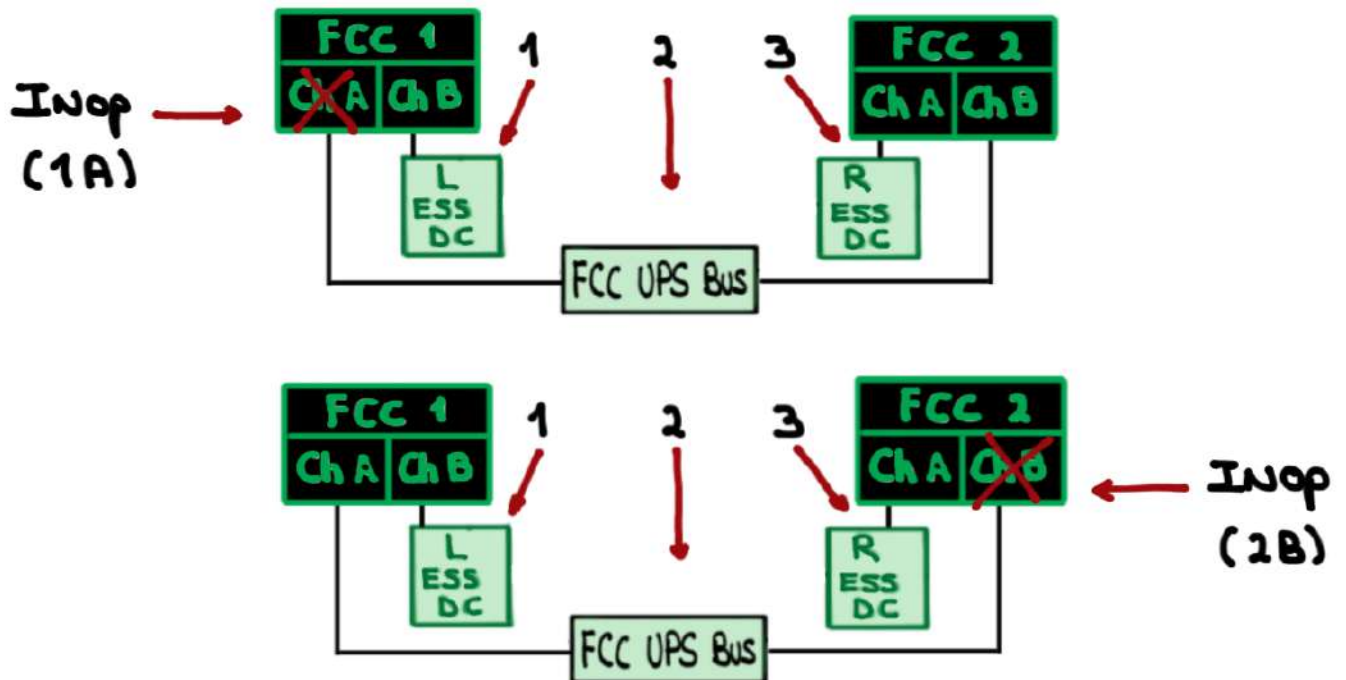 FCC 1
1
2
3
FCC 2
INOP
(1A)
Ch A
Ch B
Ch A
Ch B
L
ESS
DC
R
ESS
DC
FCC UPS Bus
FCC 1
1
2
3
FCC 2
Ch A
Ch B
Ch A
Ch B
INOP
(2B)
L
ESS
DC
R
ESS
DC
FCC UPS Bus